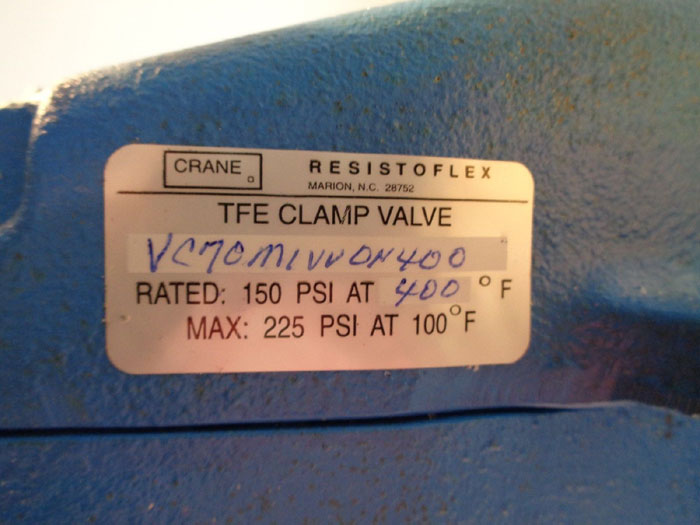 CRANE RESISTOFLEX
MARION, N.C. 28752
TFE CLAMP VALVE
VC70M1VVON400
RATED: 150 PSI AT 400 °F
MAX: 225 PSI AT 100°F